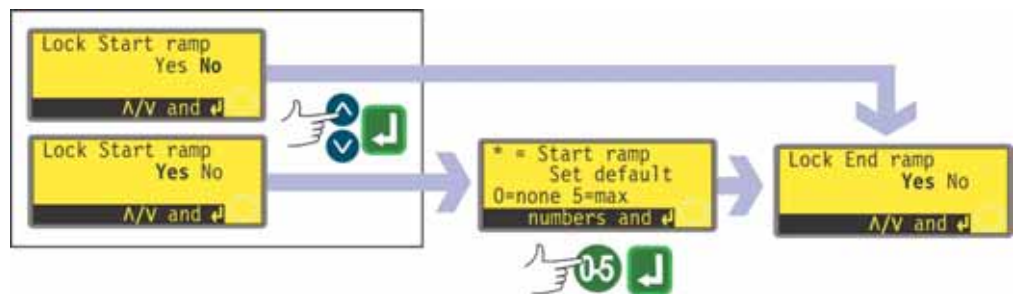 Lock Start ramp
Yes No
∧/∨ and ↲
Lock Start ramp
Yes No
∧/∨ and ↲
* = Start ramp
Set default
0=none 5=max
numbers and ↲
0-5
Lock End ramp
Yes No
∧/∨ and ↲